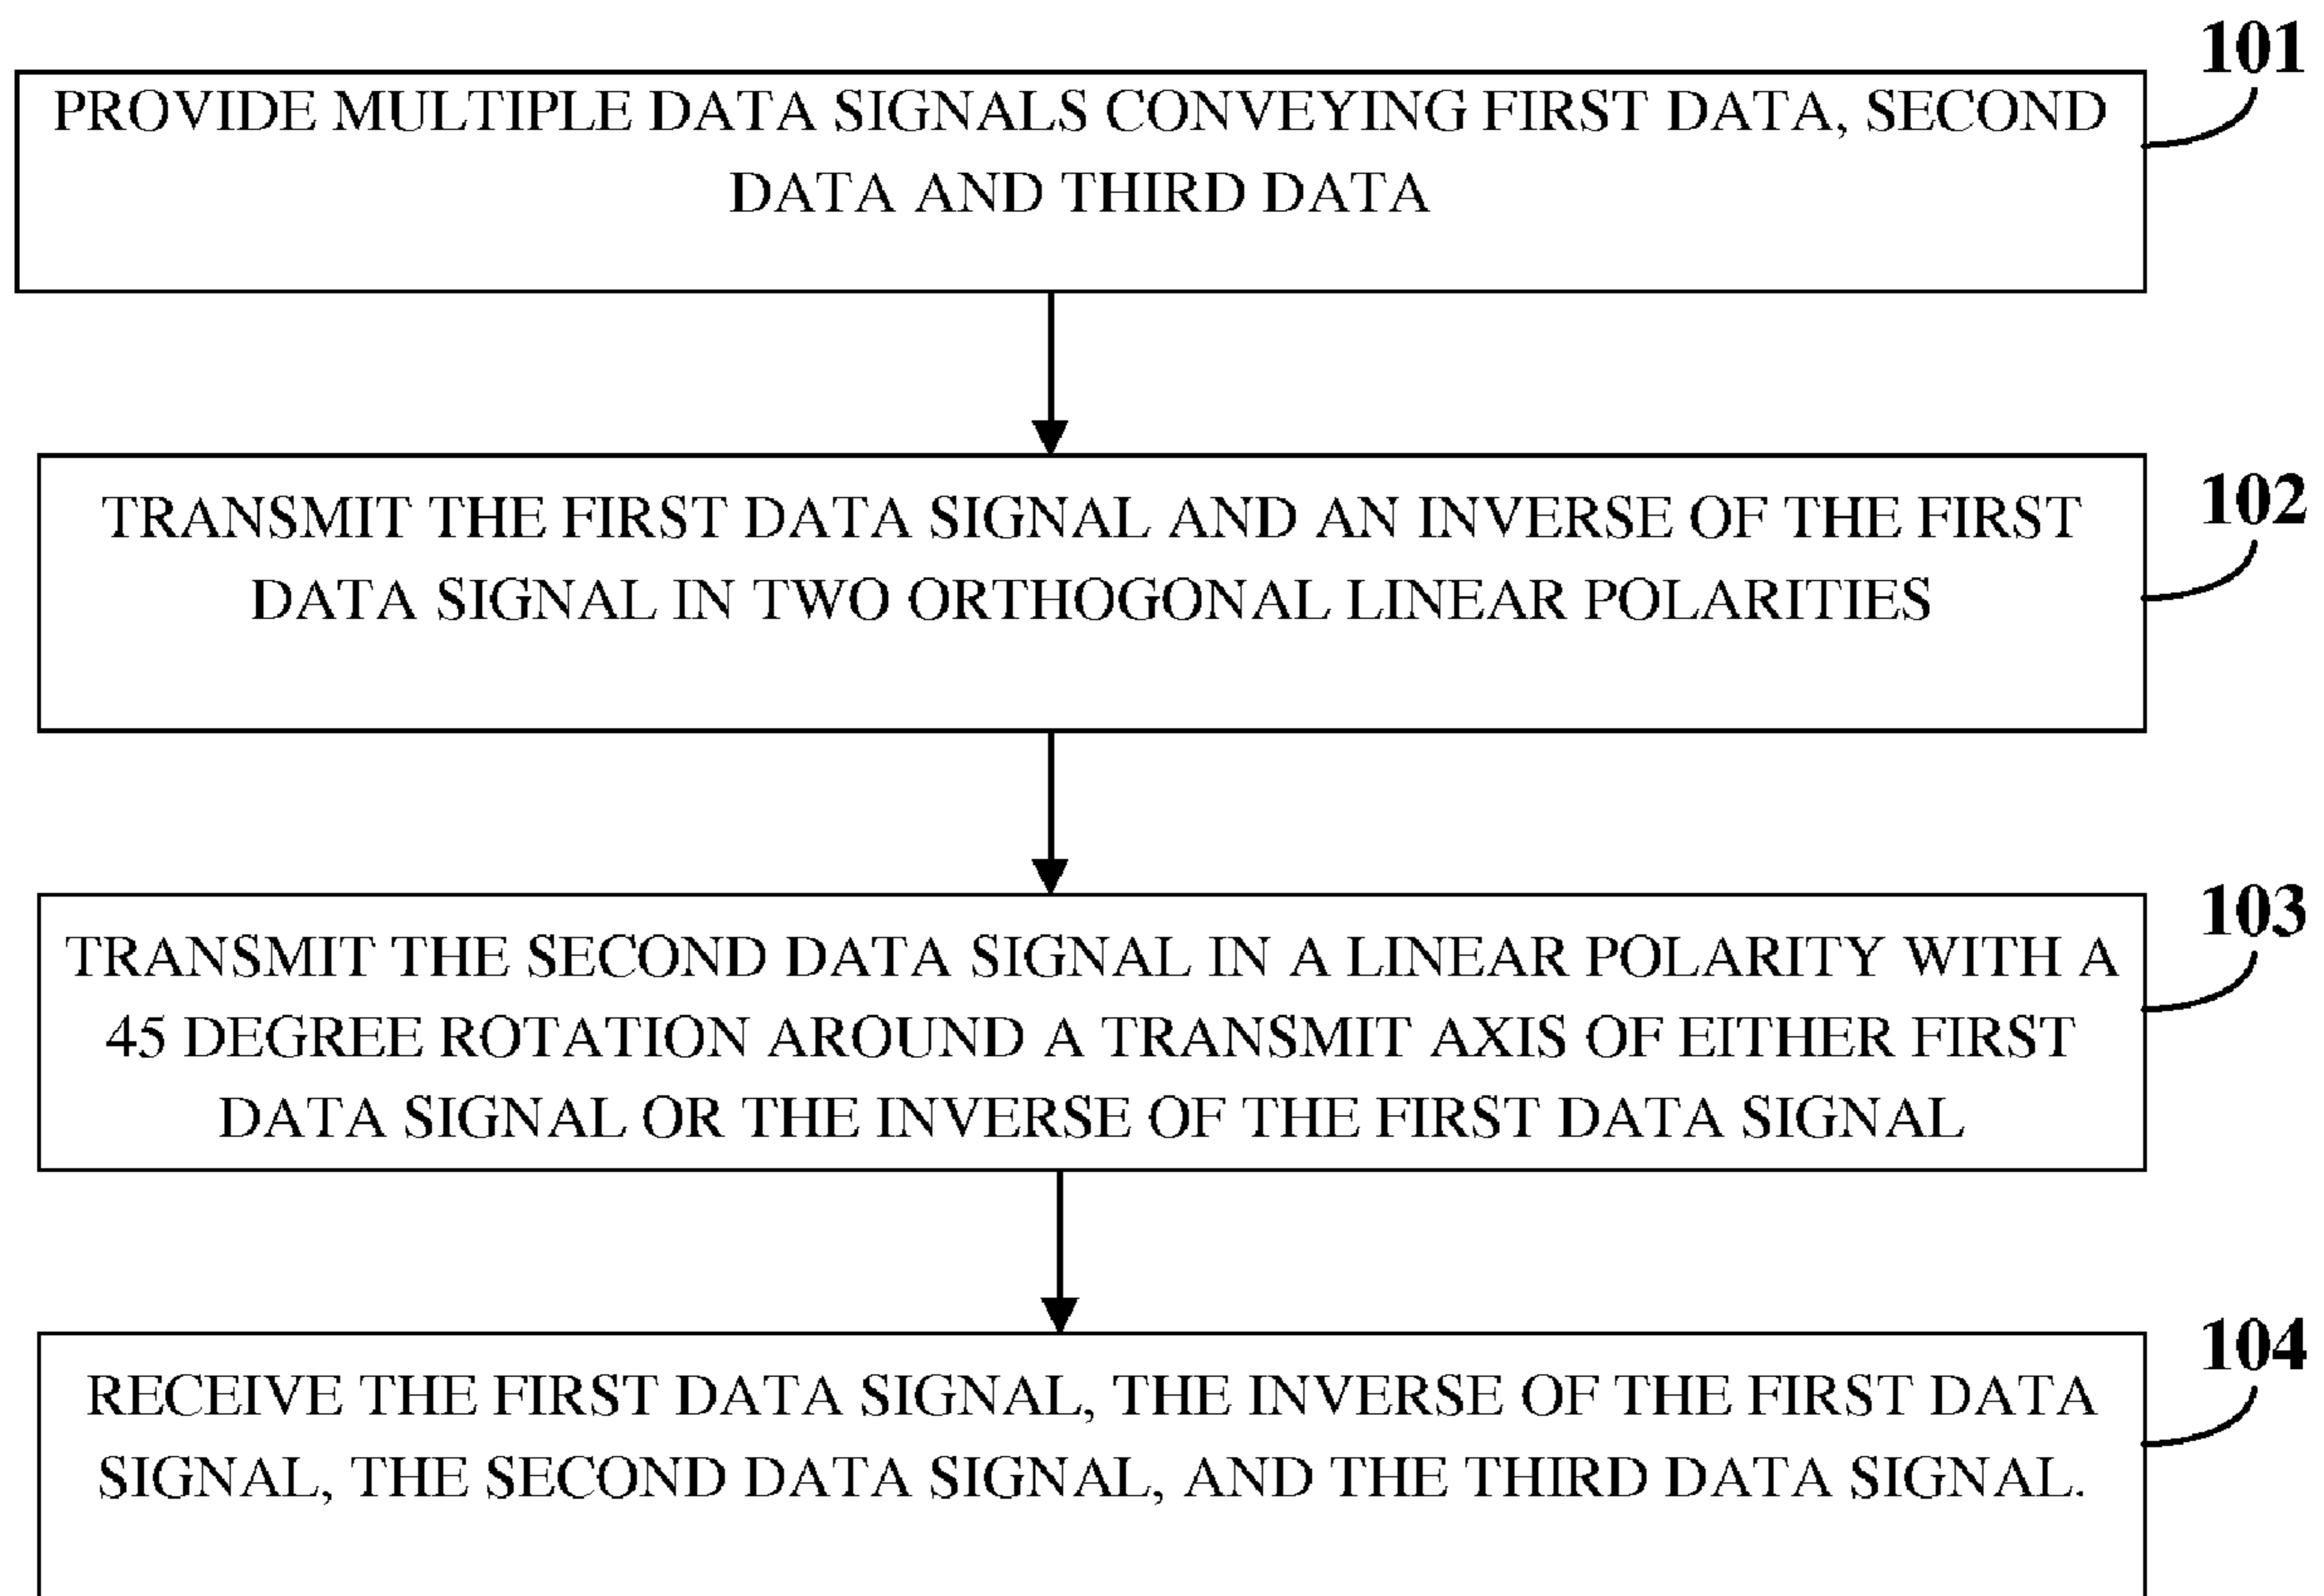 101
PROVIDE MULTIPLE DATA SIGNALS CONVEYING FIRST DATA, SECOND
DATA AND THIRD DATA
102
TRANSMIT THE FIRST DATA SIGNAL AND AN INVERSE OF THE FIRST
DATA SIGNAL IN TWO ORTHOGONAL LINEAR POLARITIES
103
TRANSMIT THE SECOND DATA SIGNAL IN A LINEAR POLARITY WITH A
45 DEGREE ROTATION AROUND A TRANSMIT AXIS OF EITHER FIRST
DATA SIGNAL OR THE INVERSE OF THE FIRST DATA SIGNAL
104
RECEIVE THE FIRST DATA SIGNAL, THE INVERSE OF THE FIRST DATA
SIGNAL, THE SECOND DATA SIGNAL, AND THE THIRD DATA SIGNAL.